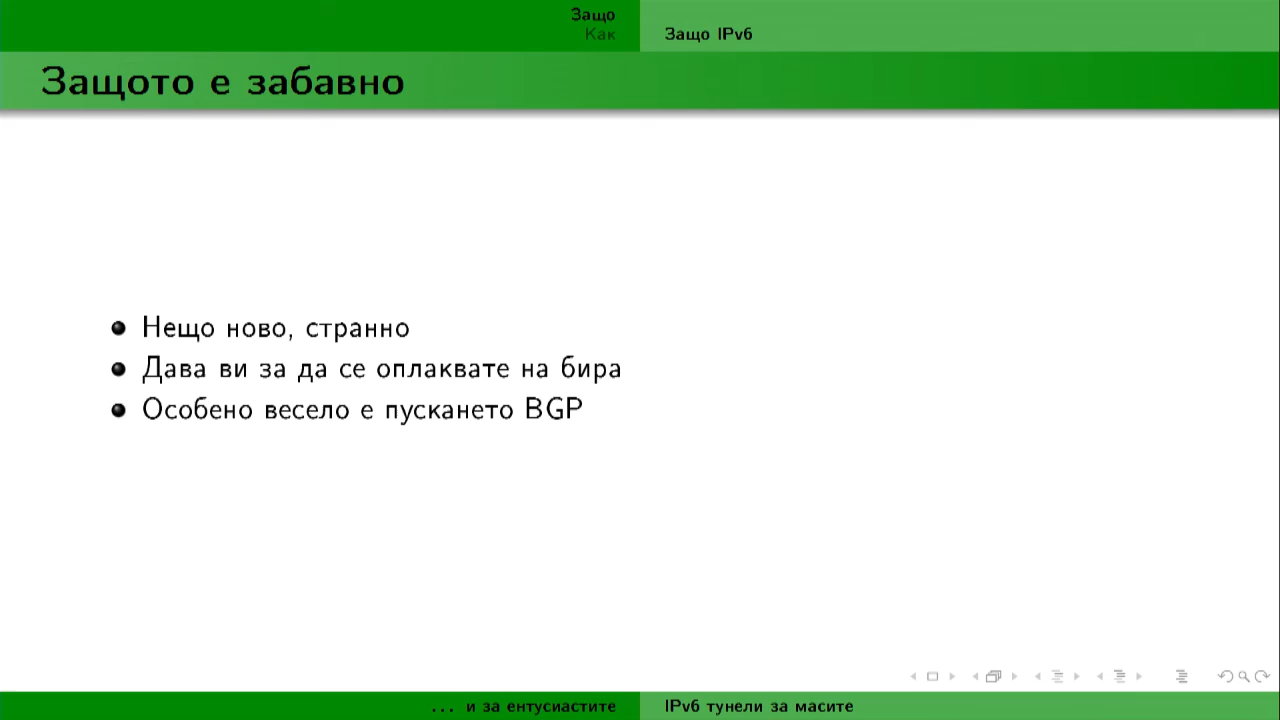 Защо
Как
Защо IPv6
Защото е забавно
Нещо ново, странно
Дава ви за да се оплаквате на бира
Особено весело е пускането BGP
... и за ентусиастите
IPv6 тунели за масите